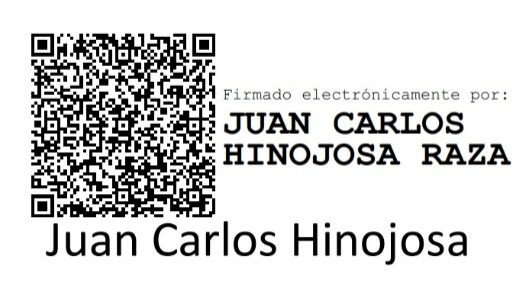 Firmado electrónicamente por:
JUAN CARLOS
HINOJOSA RAZA
Juan Carlos Hinojosa